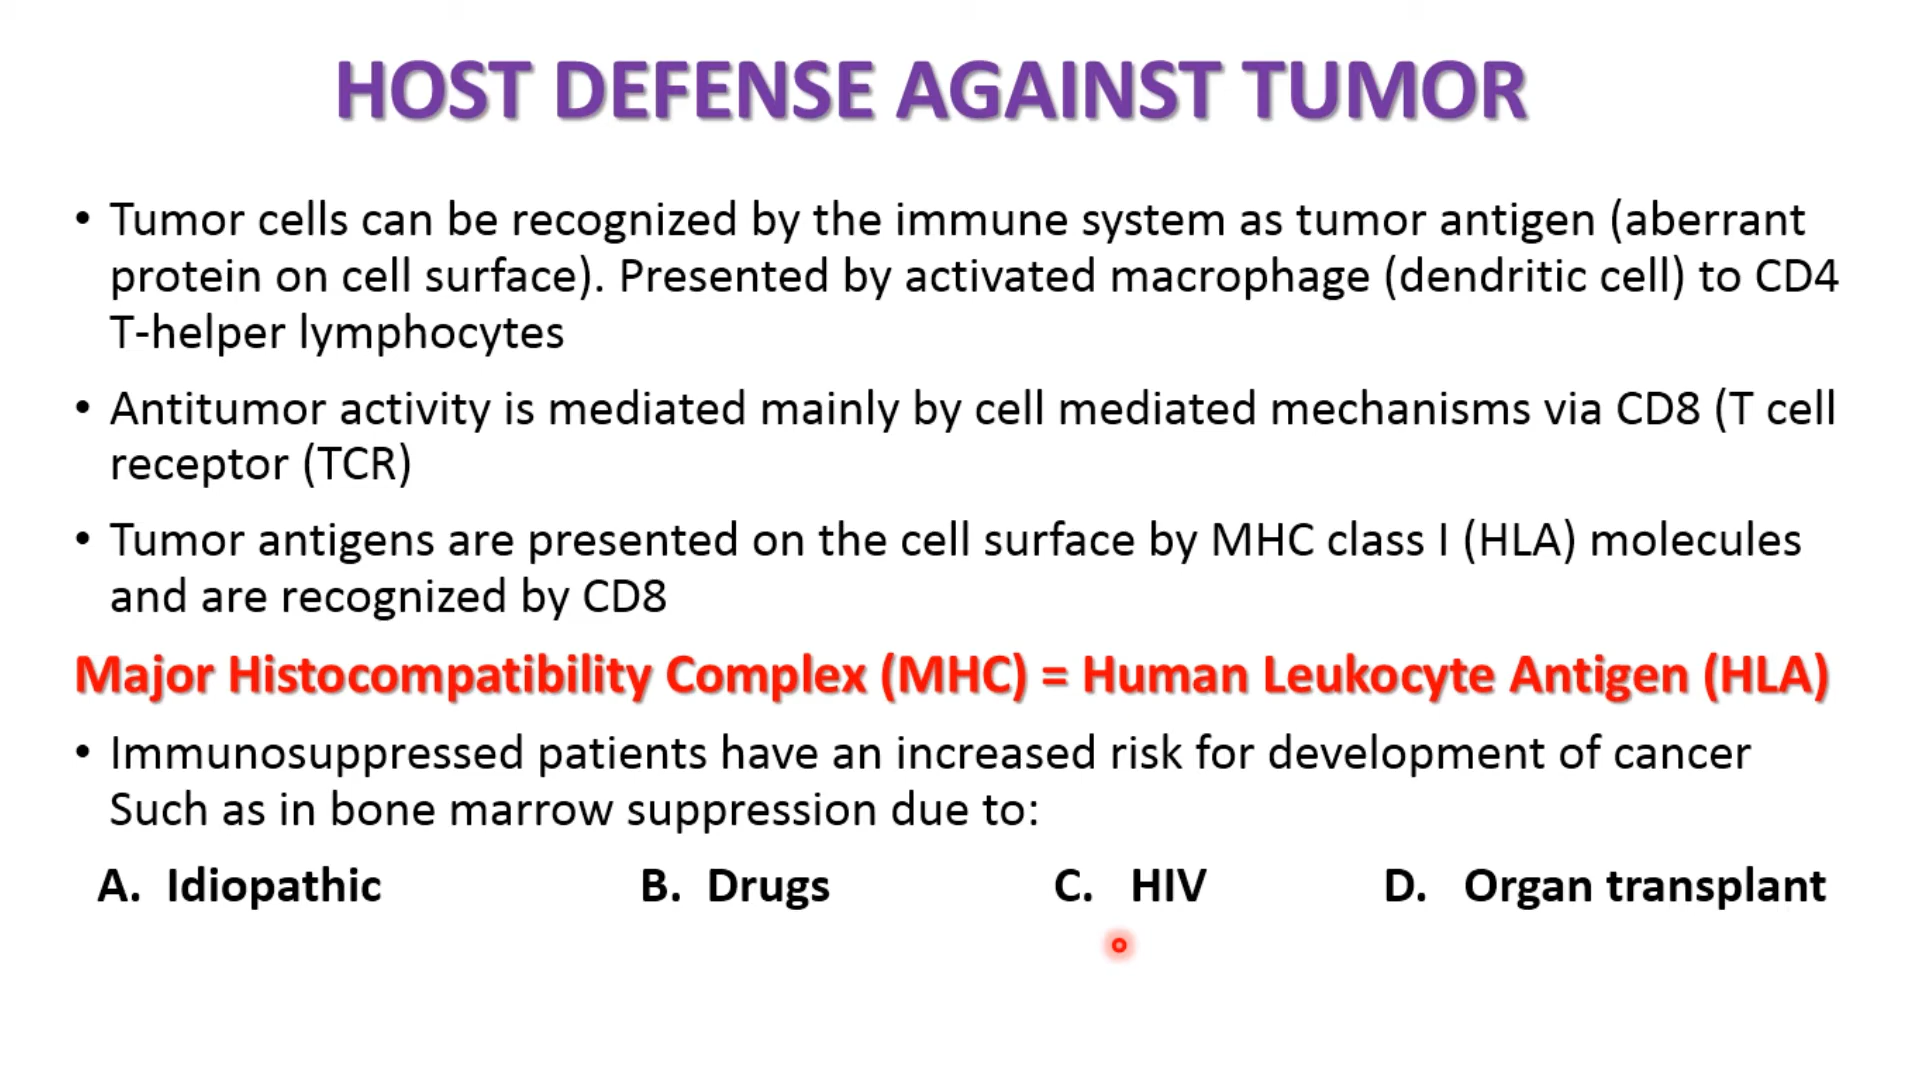 HOST DEFENSE AGAINST TUMOR
• Tumor cells can be recognized by the immune system as tumor antigen (aberrant
protein on cell surface). Presented by activated macrophage (dendritic cell) to CD4
T-helper lymphocytes
• Antitumor activity is mediated mainly by cell mediated mechanisms via CD8 (T cell
receptor (TCR)
• Tumor antigens are presented on the cell surface by MHC class I (HLA) molecules
and are recognized by CD8
Major Histocompatibility Complex (MHC) = Human Leukocyte Antigen (HLA)
• Immunosuppressed patients have an increased risk for development of cancer
Such as in bone marrow suppression due to:
A. Idiopathic B. Drugs C. HIV D. Organ transplant